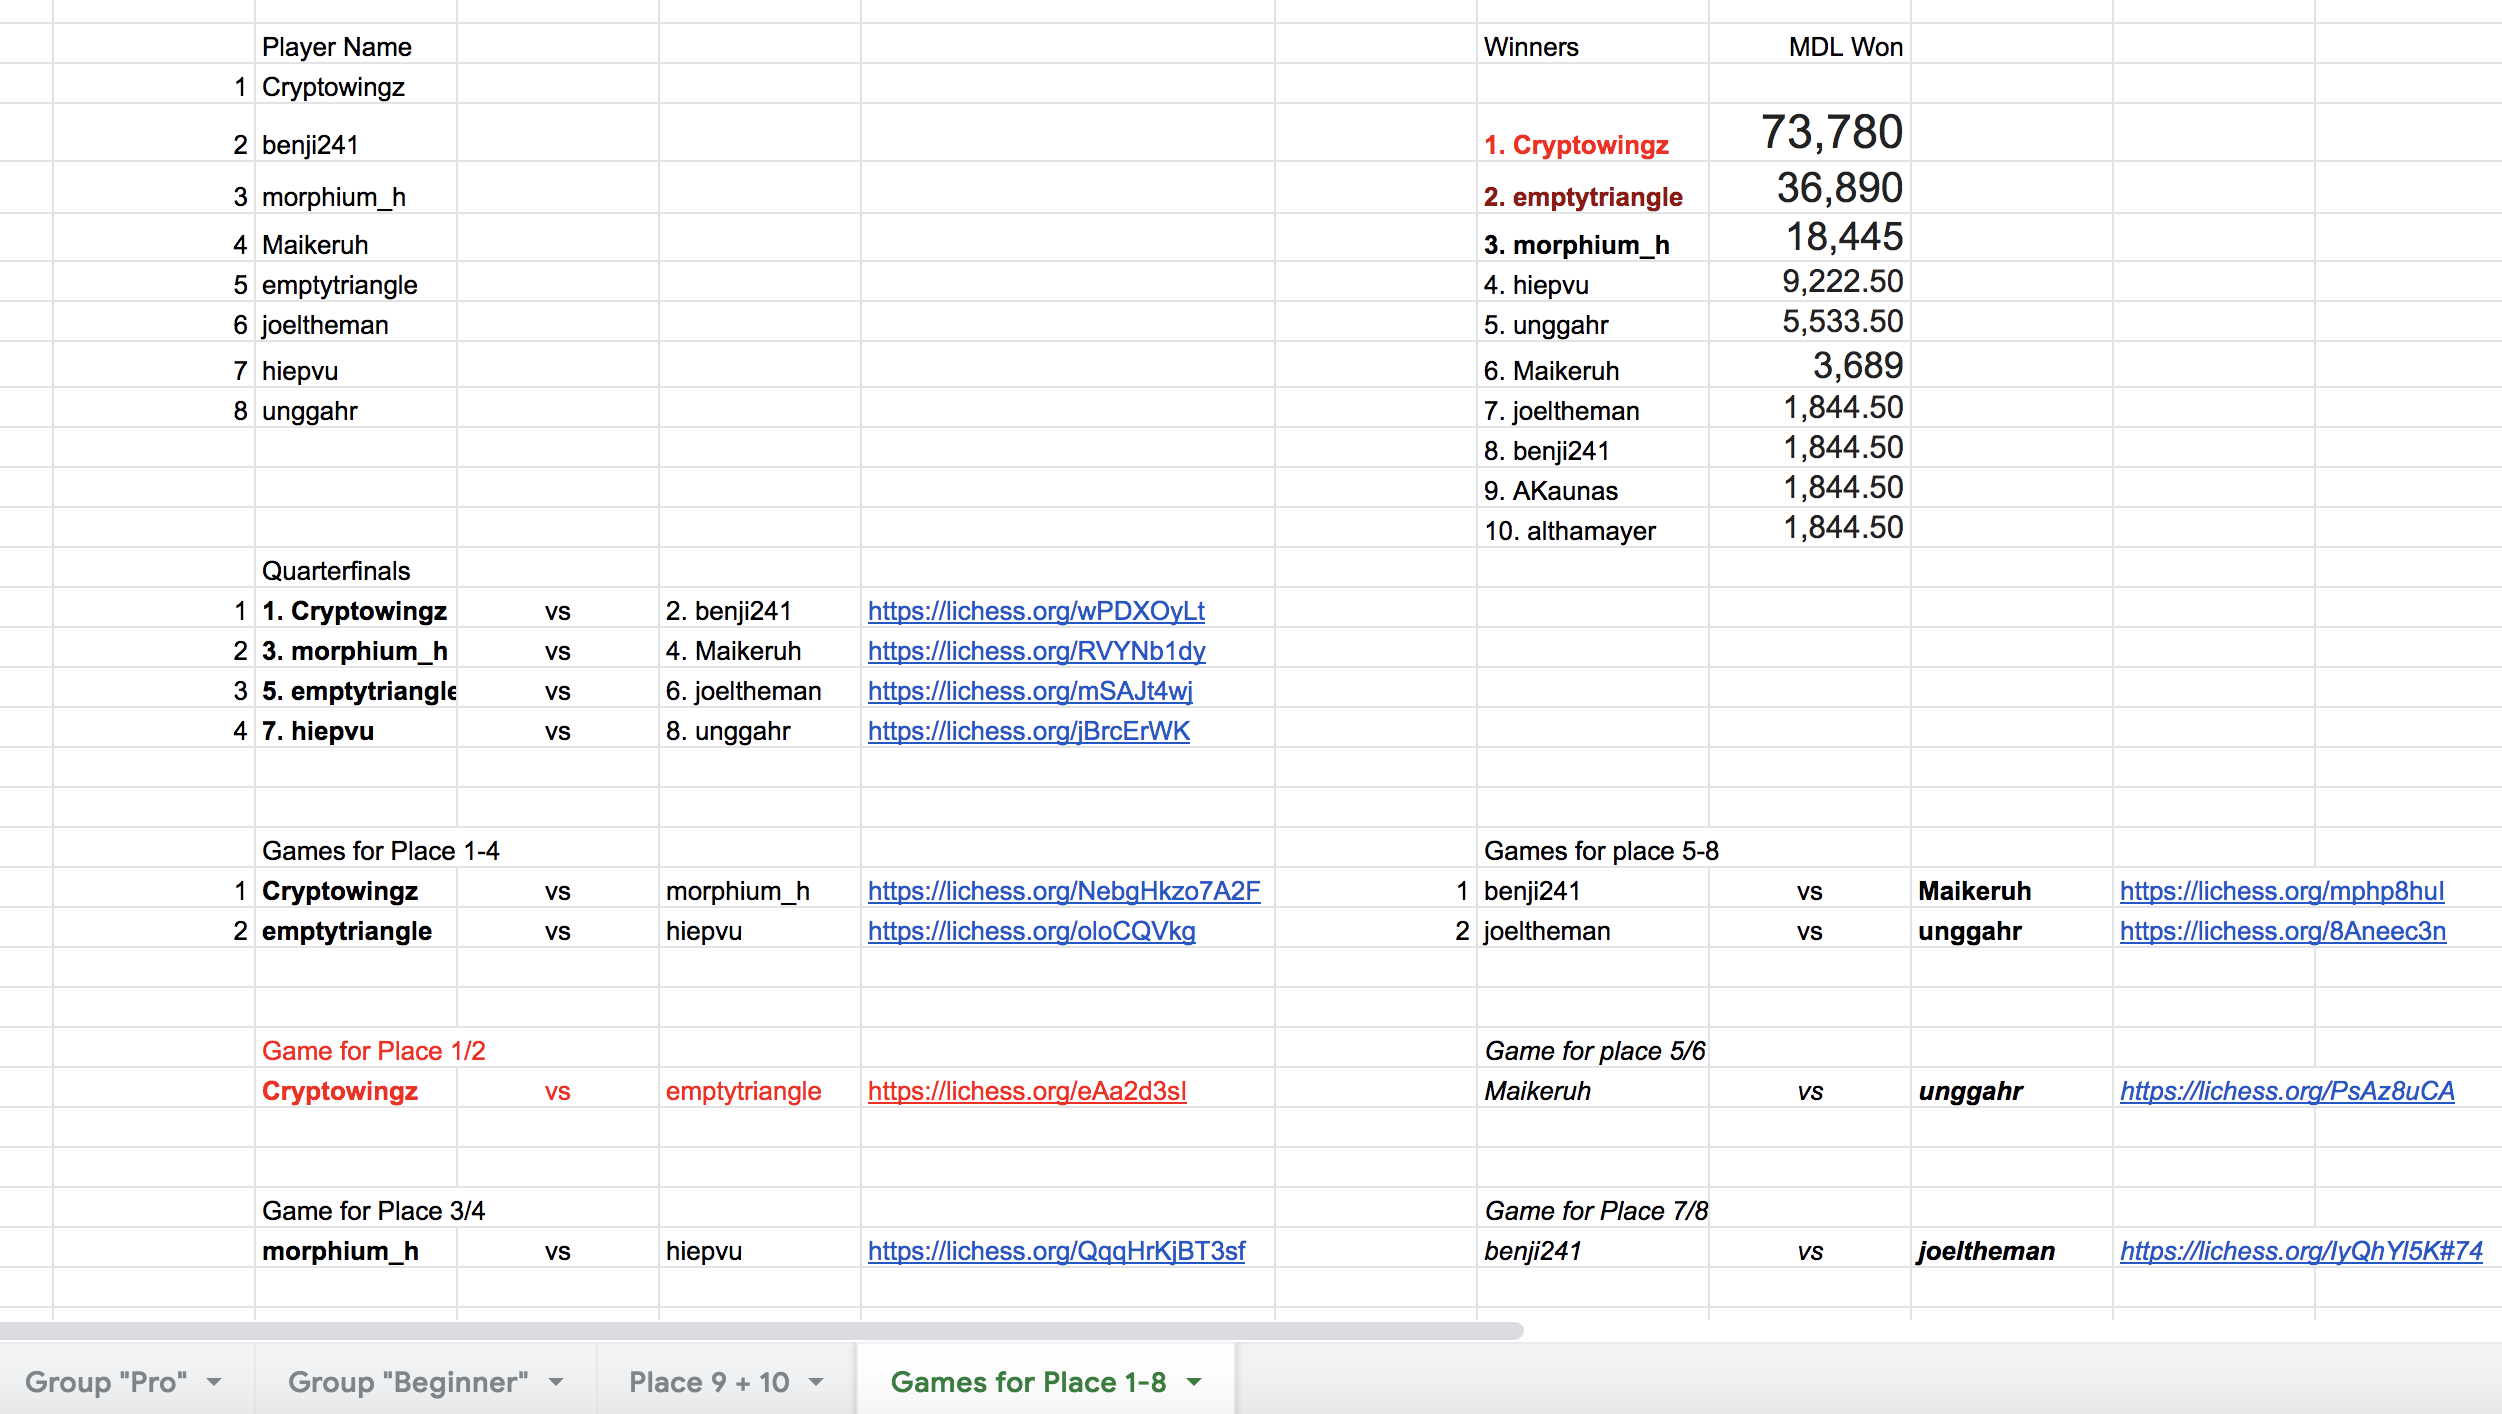 Player Name Winners MDL Won
1 Cryptowingz
2 benji241 1. Cryptowingz 73,780
3 morphium_h 2. emptytriangle 36,890
4 Maikeruh 3. morphium_h 18,445
5 emptytriangle 4. hiepvu 9,222.50
6 joeltheman 5. unggahr 5,533.50
7 hiepvu 6. Maikeruh 3,689
8 unggahr 7. joeltheman 1,844.50
8. benji241 1,844.50
9. AKaunas 1,844.50
10. althamayer 1,844.50
Quarterfinals
1 1. Cryptowingz vs 2. benji241 https://lichess.org/wPDXOyLt
2 3. morphium_h vs 4. Maikeruh https://lichess.org/RVYNb1dy
3 5. emptytriangle vs 6. joeltheman https://lichess.org/mSAJt4wj
4 7. hiepvu vs 8. unggahr https://lichess.org/jBrcErWK
Games for Place 1-4 Games for place 5-8
1 Cryptowingz vs morphium_h https://lichess.org/NebgHkzo7A2F 1 benji241 vs Maikeruh https://lichess.org/mphp8huI
2 emptytriangle vs hiepvu https://lichess.org/oloCQVkg 2 joeltheman vs unggahr https://lichess.org/8Aneec3n
Game for Place 1/2 Game for place 5/6
Cryptowingz vs emptytriangle https://lichess.org/eAa2d3sI Maikeruh vs unggahr https://lichess.org/PsAz8uCA
Game for Place 3/4 Game for Place 7/8
morphium_h vs hiepvu https://lichess.org/QqqHrKjBT3sf benji241 vs joeltheman https://lichess.org/IyQhYl5K#74
Group "Pro" Group "Beginner" Place 9 + 10 Games for Place 1-8